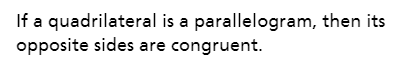 If a quadrilateral is a parallelogram, then its
opposite sides are congruent.